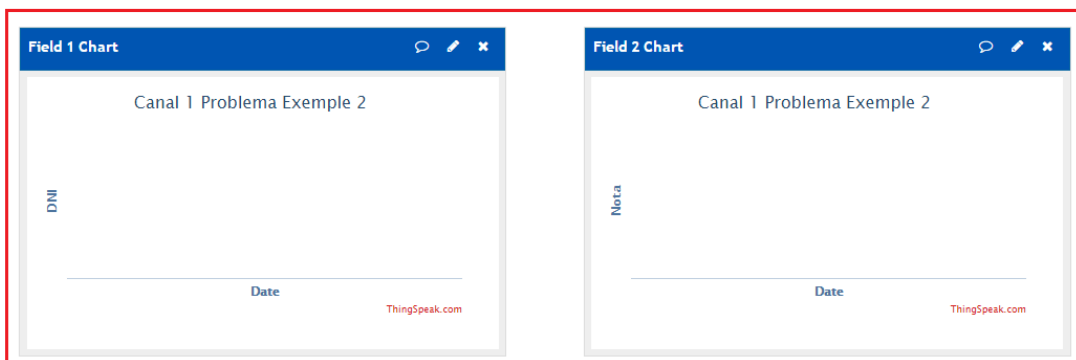 Field 1 Chart
Canal 1 Problema Exemple 2
DNI
Date
ThingSpeak.com
Field 2 Chart
Canal 1 Problema Exemple 2
Nota
Date
ThingSpeak.com